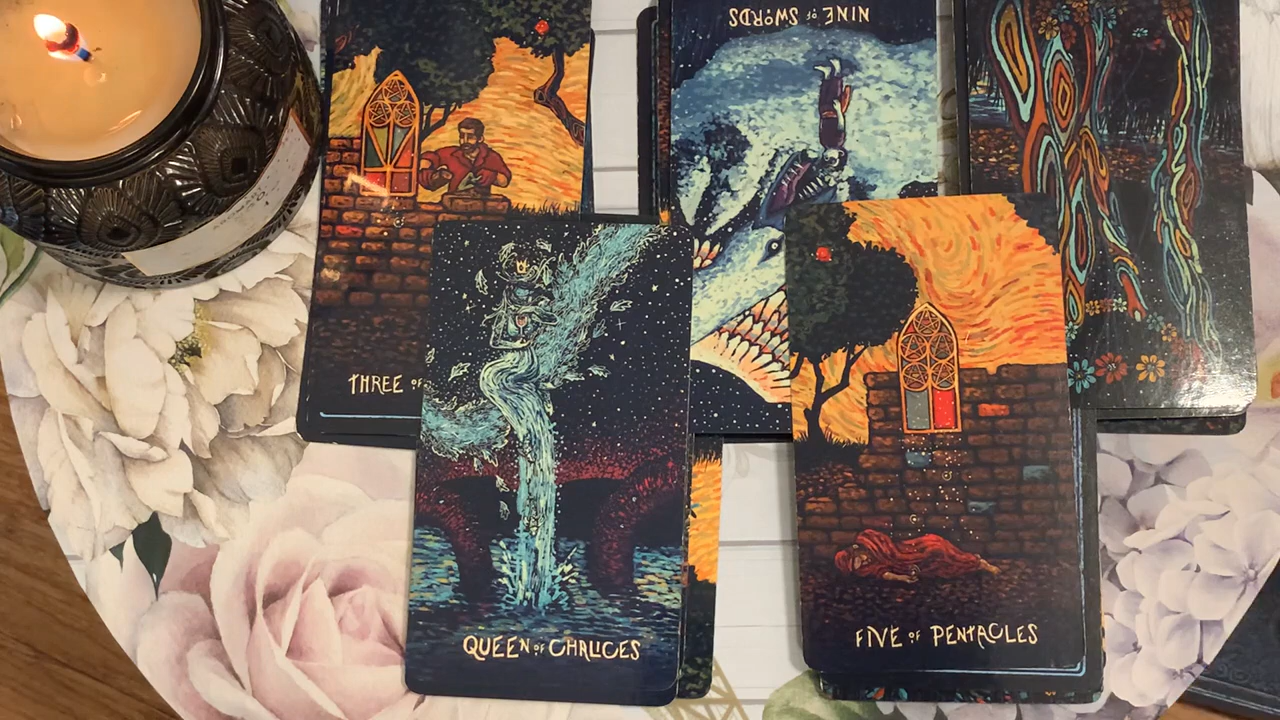 NINE OF SWORDS
THREE OF
QUEEN OF CHALICES
FIVE OF PENTACLES